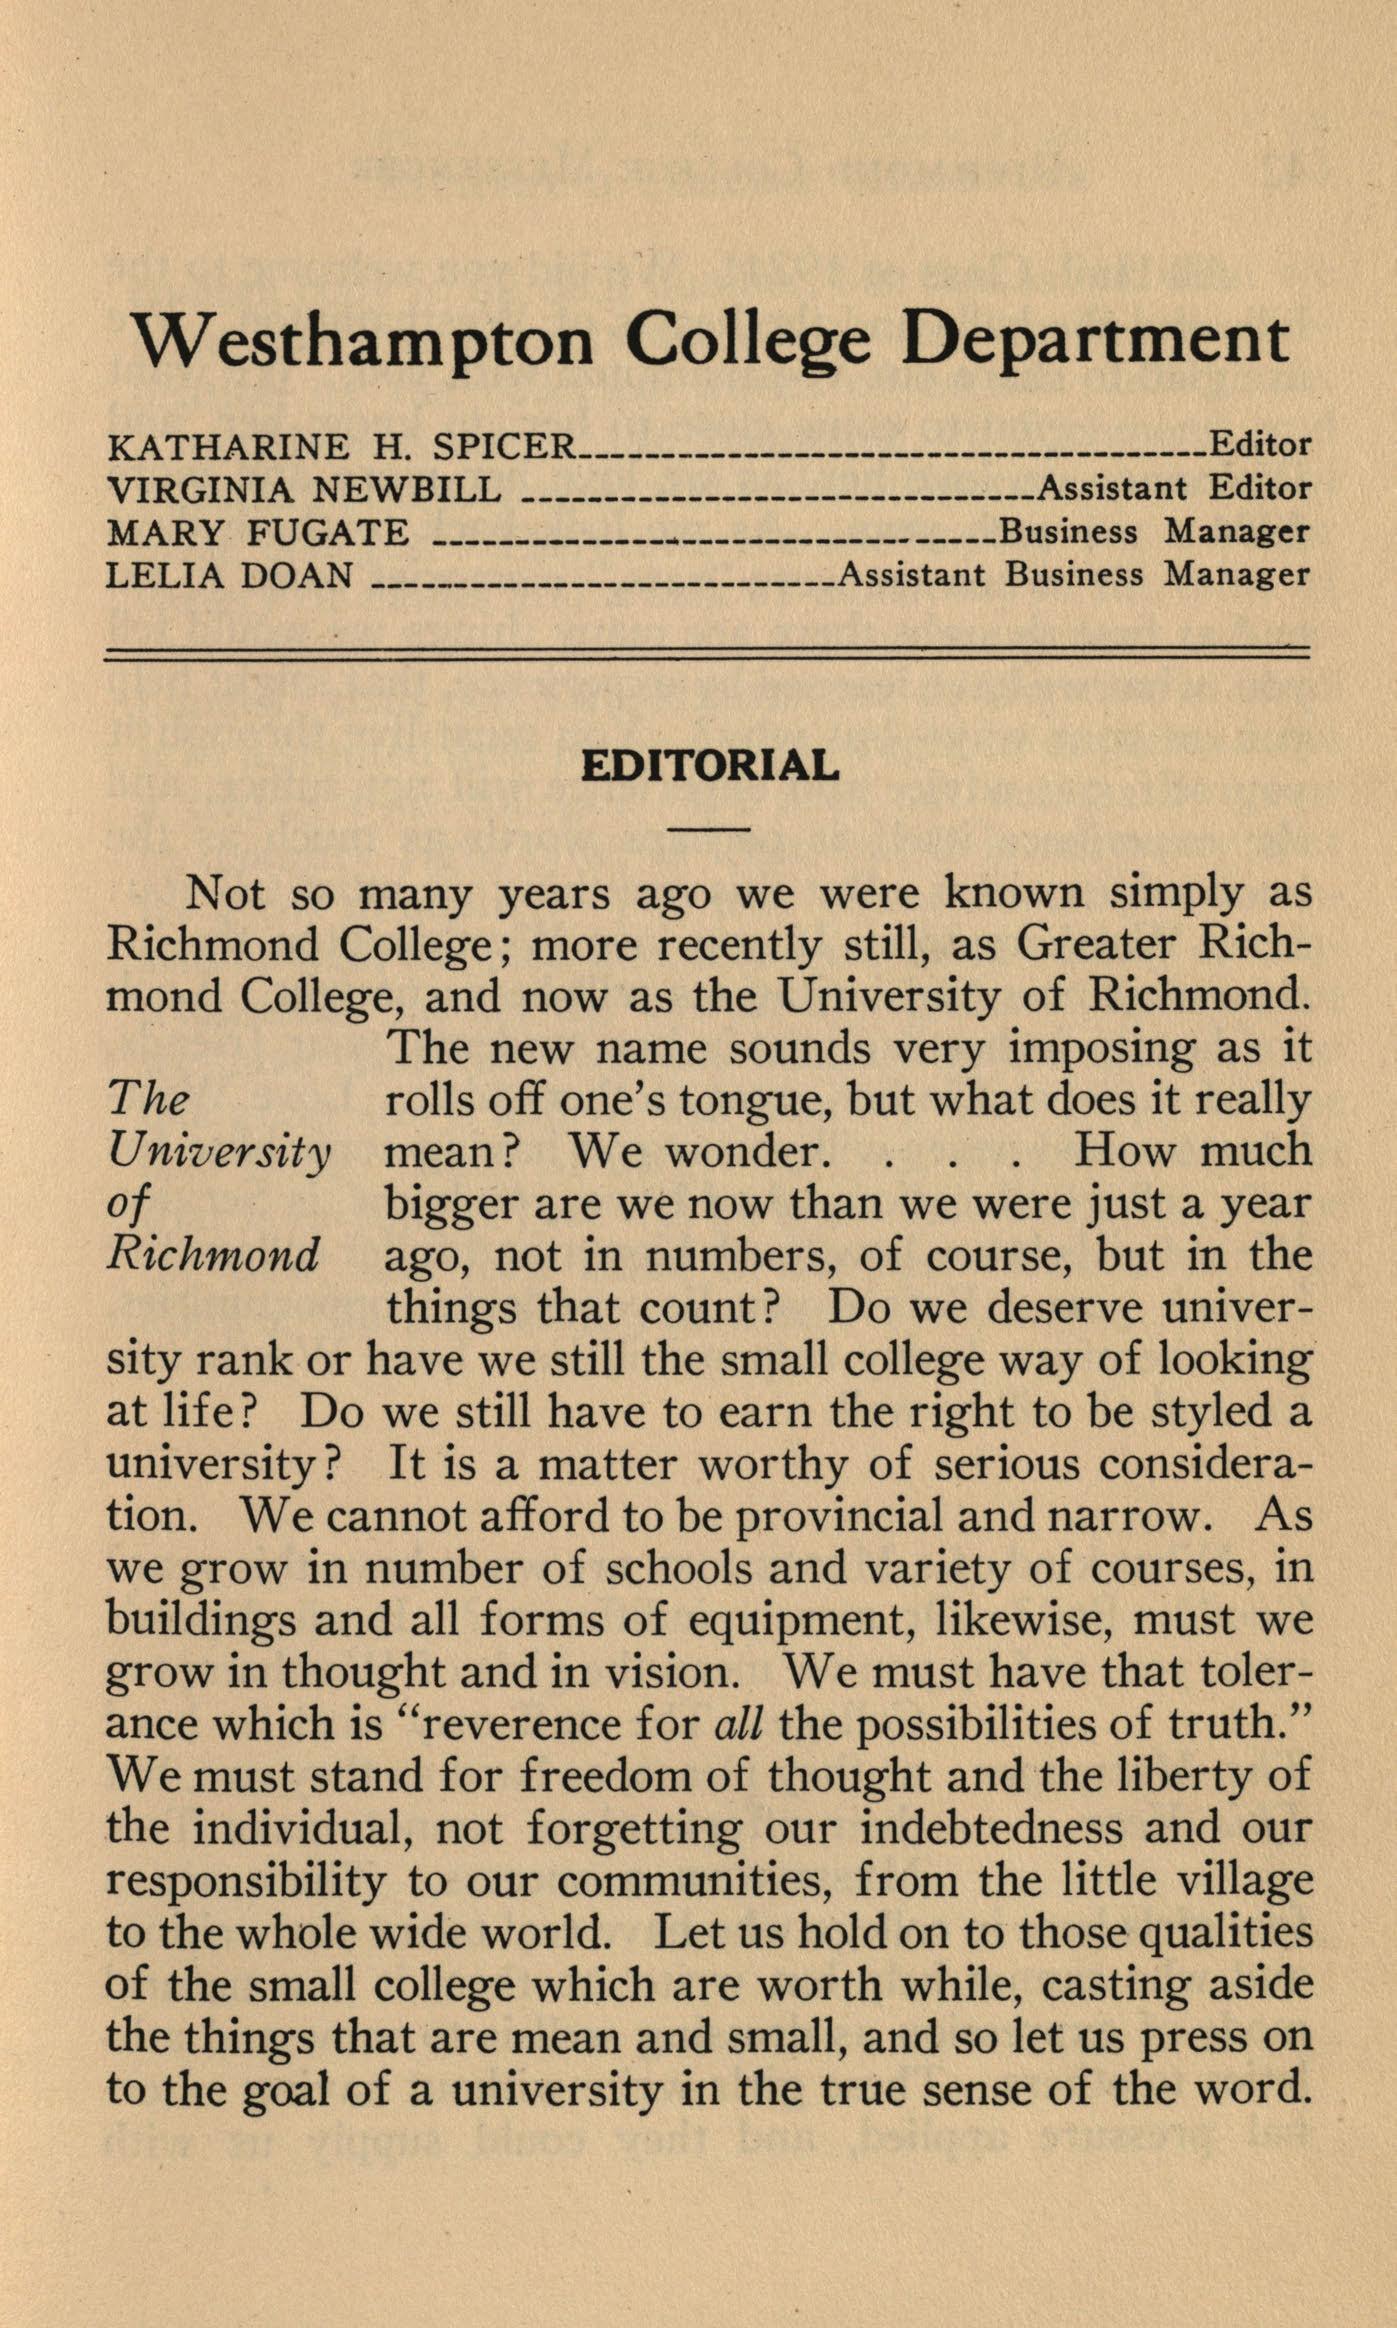 Westhampton College Department
KATHARINE H. SPICER--------------------------------------Editor
VIRGINIA NEWBILL -------------------------------Assistant Editor
MARY FUGATE ----------------------------------Business Manager
LELIA DOAN ----------------------------Assistant Business Manager
EDITORIAL
Not so many years ago we were known simply as
Richmond College; more recently still, as Greater Rich-
mond College, and now as the University of Richmond.
The new name sounds very imposing as it
The
rolls off one's tongue, but what does it really
University
mean? We wonder. . . . How much
of
bigger are we now than we were just a year
Richmond
ago, not in numbers, of course, but in the
things that count? Do we deserve univer-
sity rank or have we still the small college way of looking
at life? Do we still have to earn the right to be styled a
university? It is a matter worthy of serious considera-
tion. We cannot afford to be provincial and narrow. As
we grow in number of schools and variety of courses, in
buildings and all forms of equipment, likewise, must we
grow in thought and in vision. We must have that toler-
ance which is "reverence for all the possibilities of truth."
We must stand for freedom of thought and the liberty of
the individual, not forgetting our indebtedness and our
responsibility to our communities, from the little village
to the whole wide world. Let us hold on to those qualities
of the small college which are worth while, casting aside
the things that are mean and small, and so let us press on
to the goal of a university in the true sense of the word.